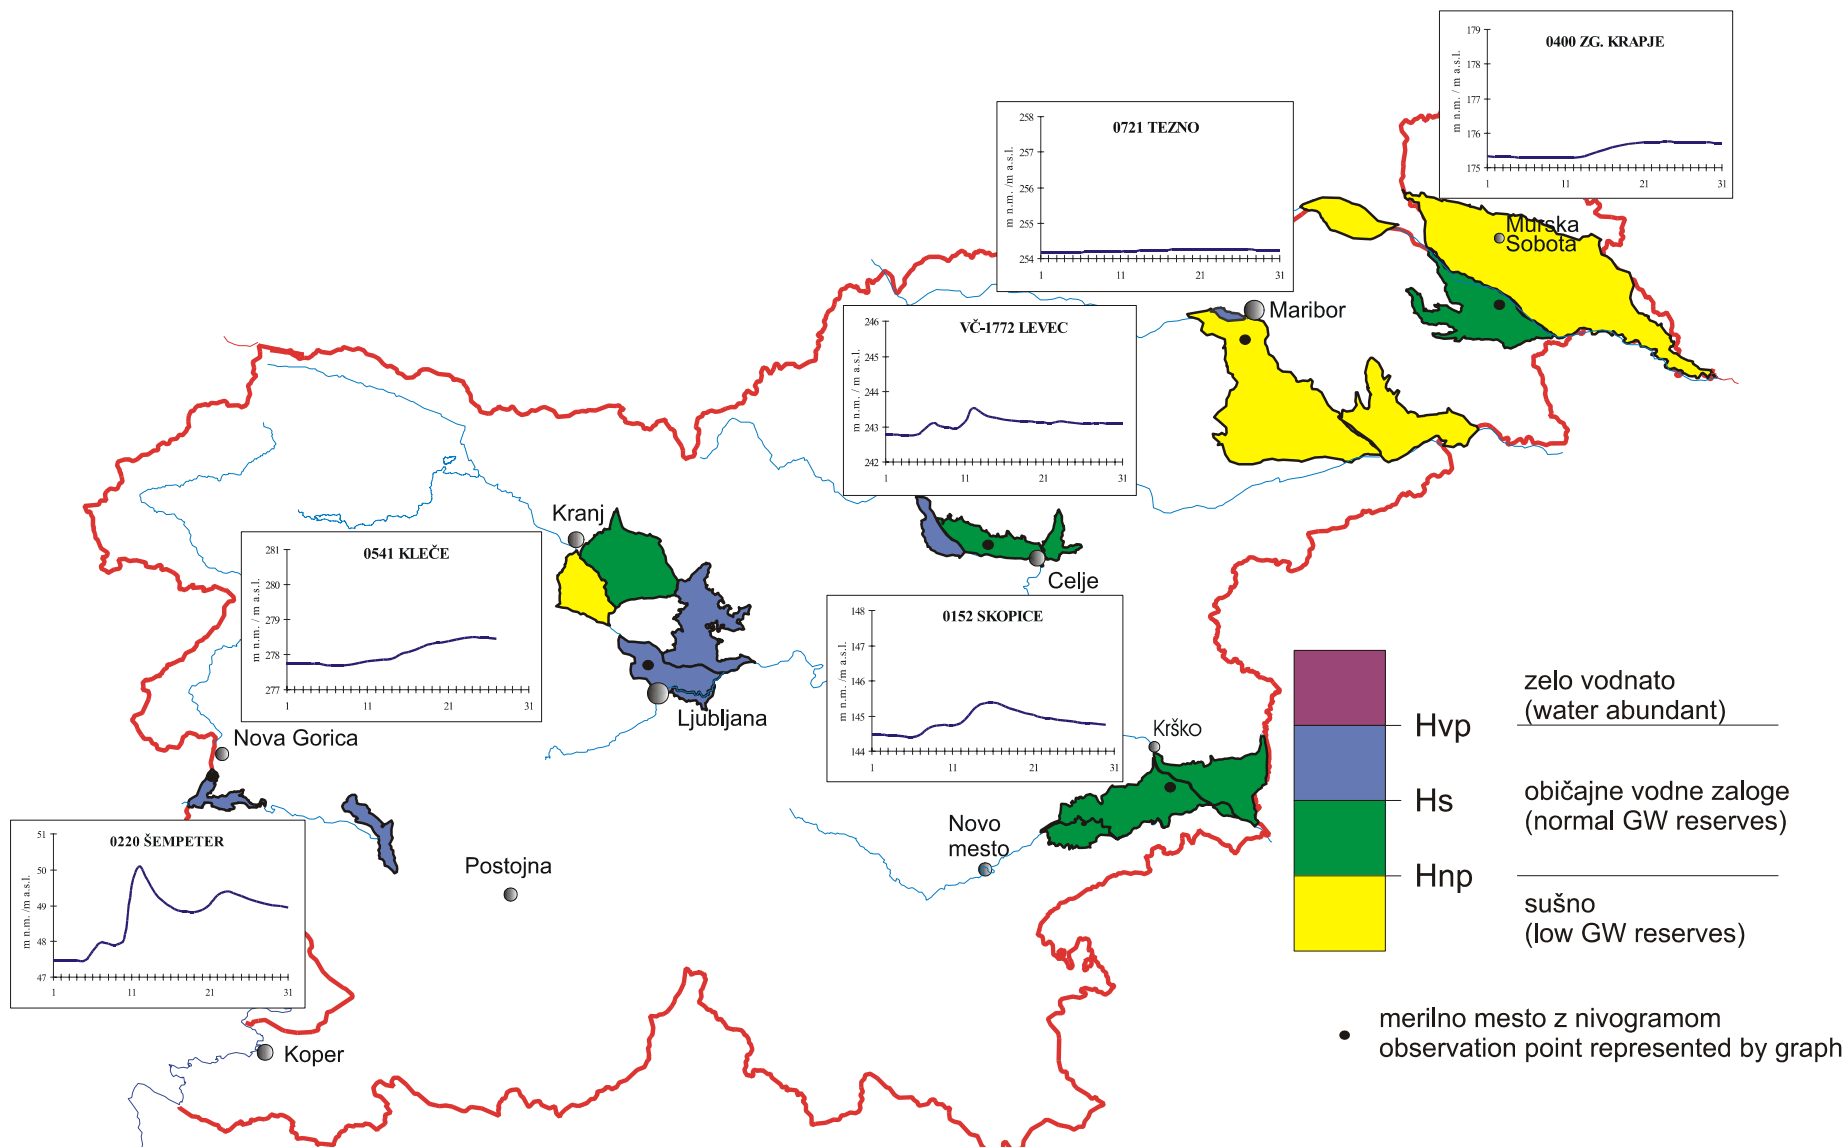 0400 ZG. KRAPJE
m n.m. / m a.s.l.
179
178
177
176
175
1
11
21
31
0721 TEZNO
m n.m. /m a.s.l.
258
257
256
255
254
1
11
21
31
Murska
Sobota
Maribor
VČ-1772 LEVEC
m n.m. / m a.s.l.
246
245
244
243
242
1
11
21
31
Kranj
Celje
0541 KLEČE
m n.m. / m a.s.l.
281
280
279
278
277
1
11
21
31
0152 SKOPICE
m n.m. /m a.s.l.
148
147
146
145
144
1
11
21
31
Ljubljana
Nova Gorica
Krško
Novo
mesto
Postojna
0220 ŠEMPETER
m n.m. /m a.s.l.
51
50
49
48
47
1
11
21
31
Koper
zelo vodnato
(water abundant)
Hvp
Hs
običajne vodne zaloge
(normal GW reserves)
Hnp
sušno
(low GW reserves)
merilno mesto z nivogramom
observation point represented by graph